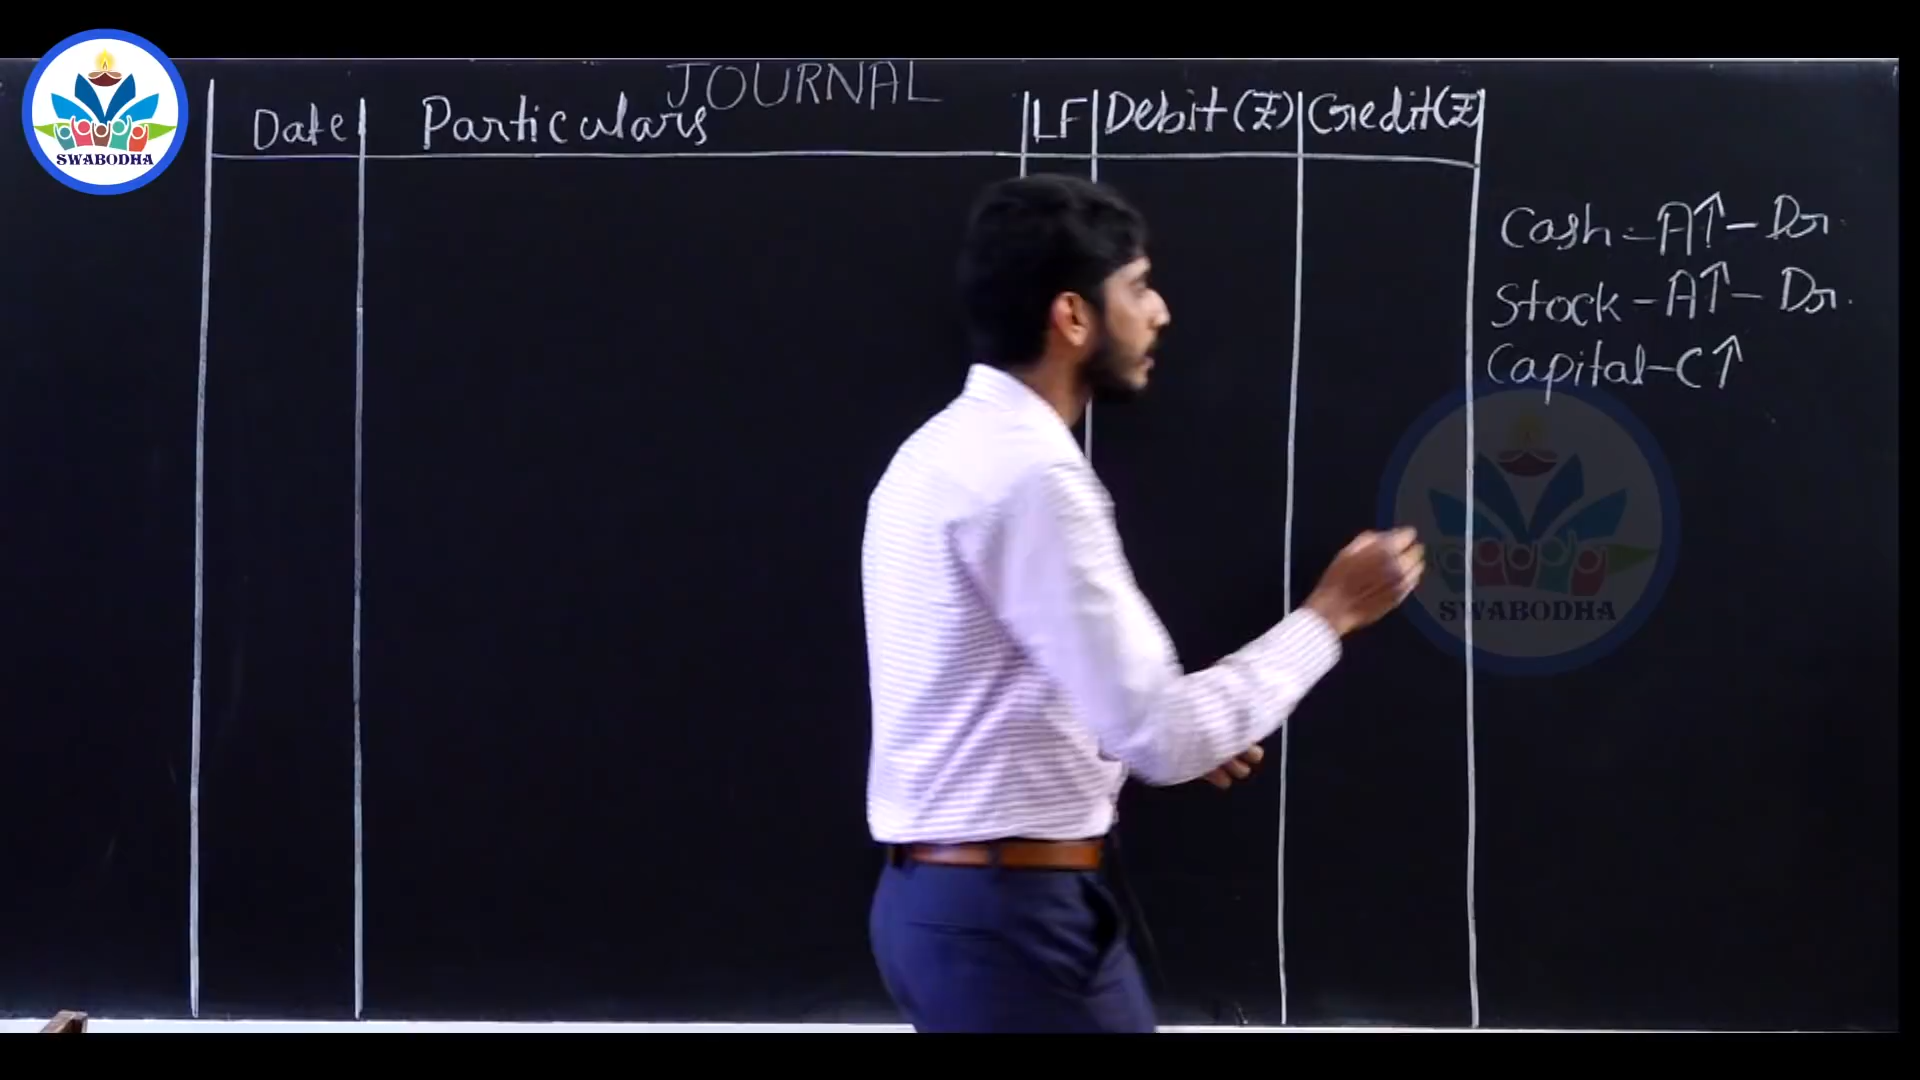 SWABODHA
JOURNAL
Date Particulars LF Debit(₹) Credit(₹)
Cash - A↑ - Dr.
Stock - A↑ - Dr.
Capital - C↑
SWABODHA